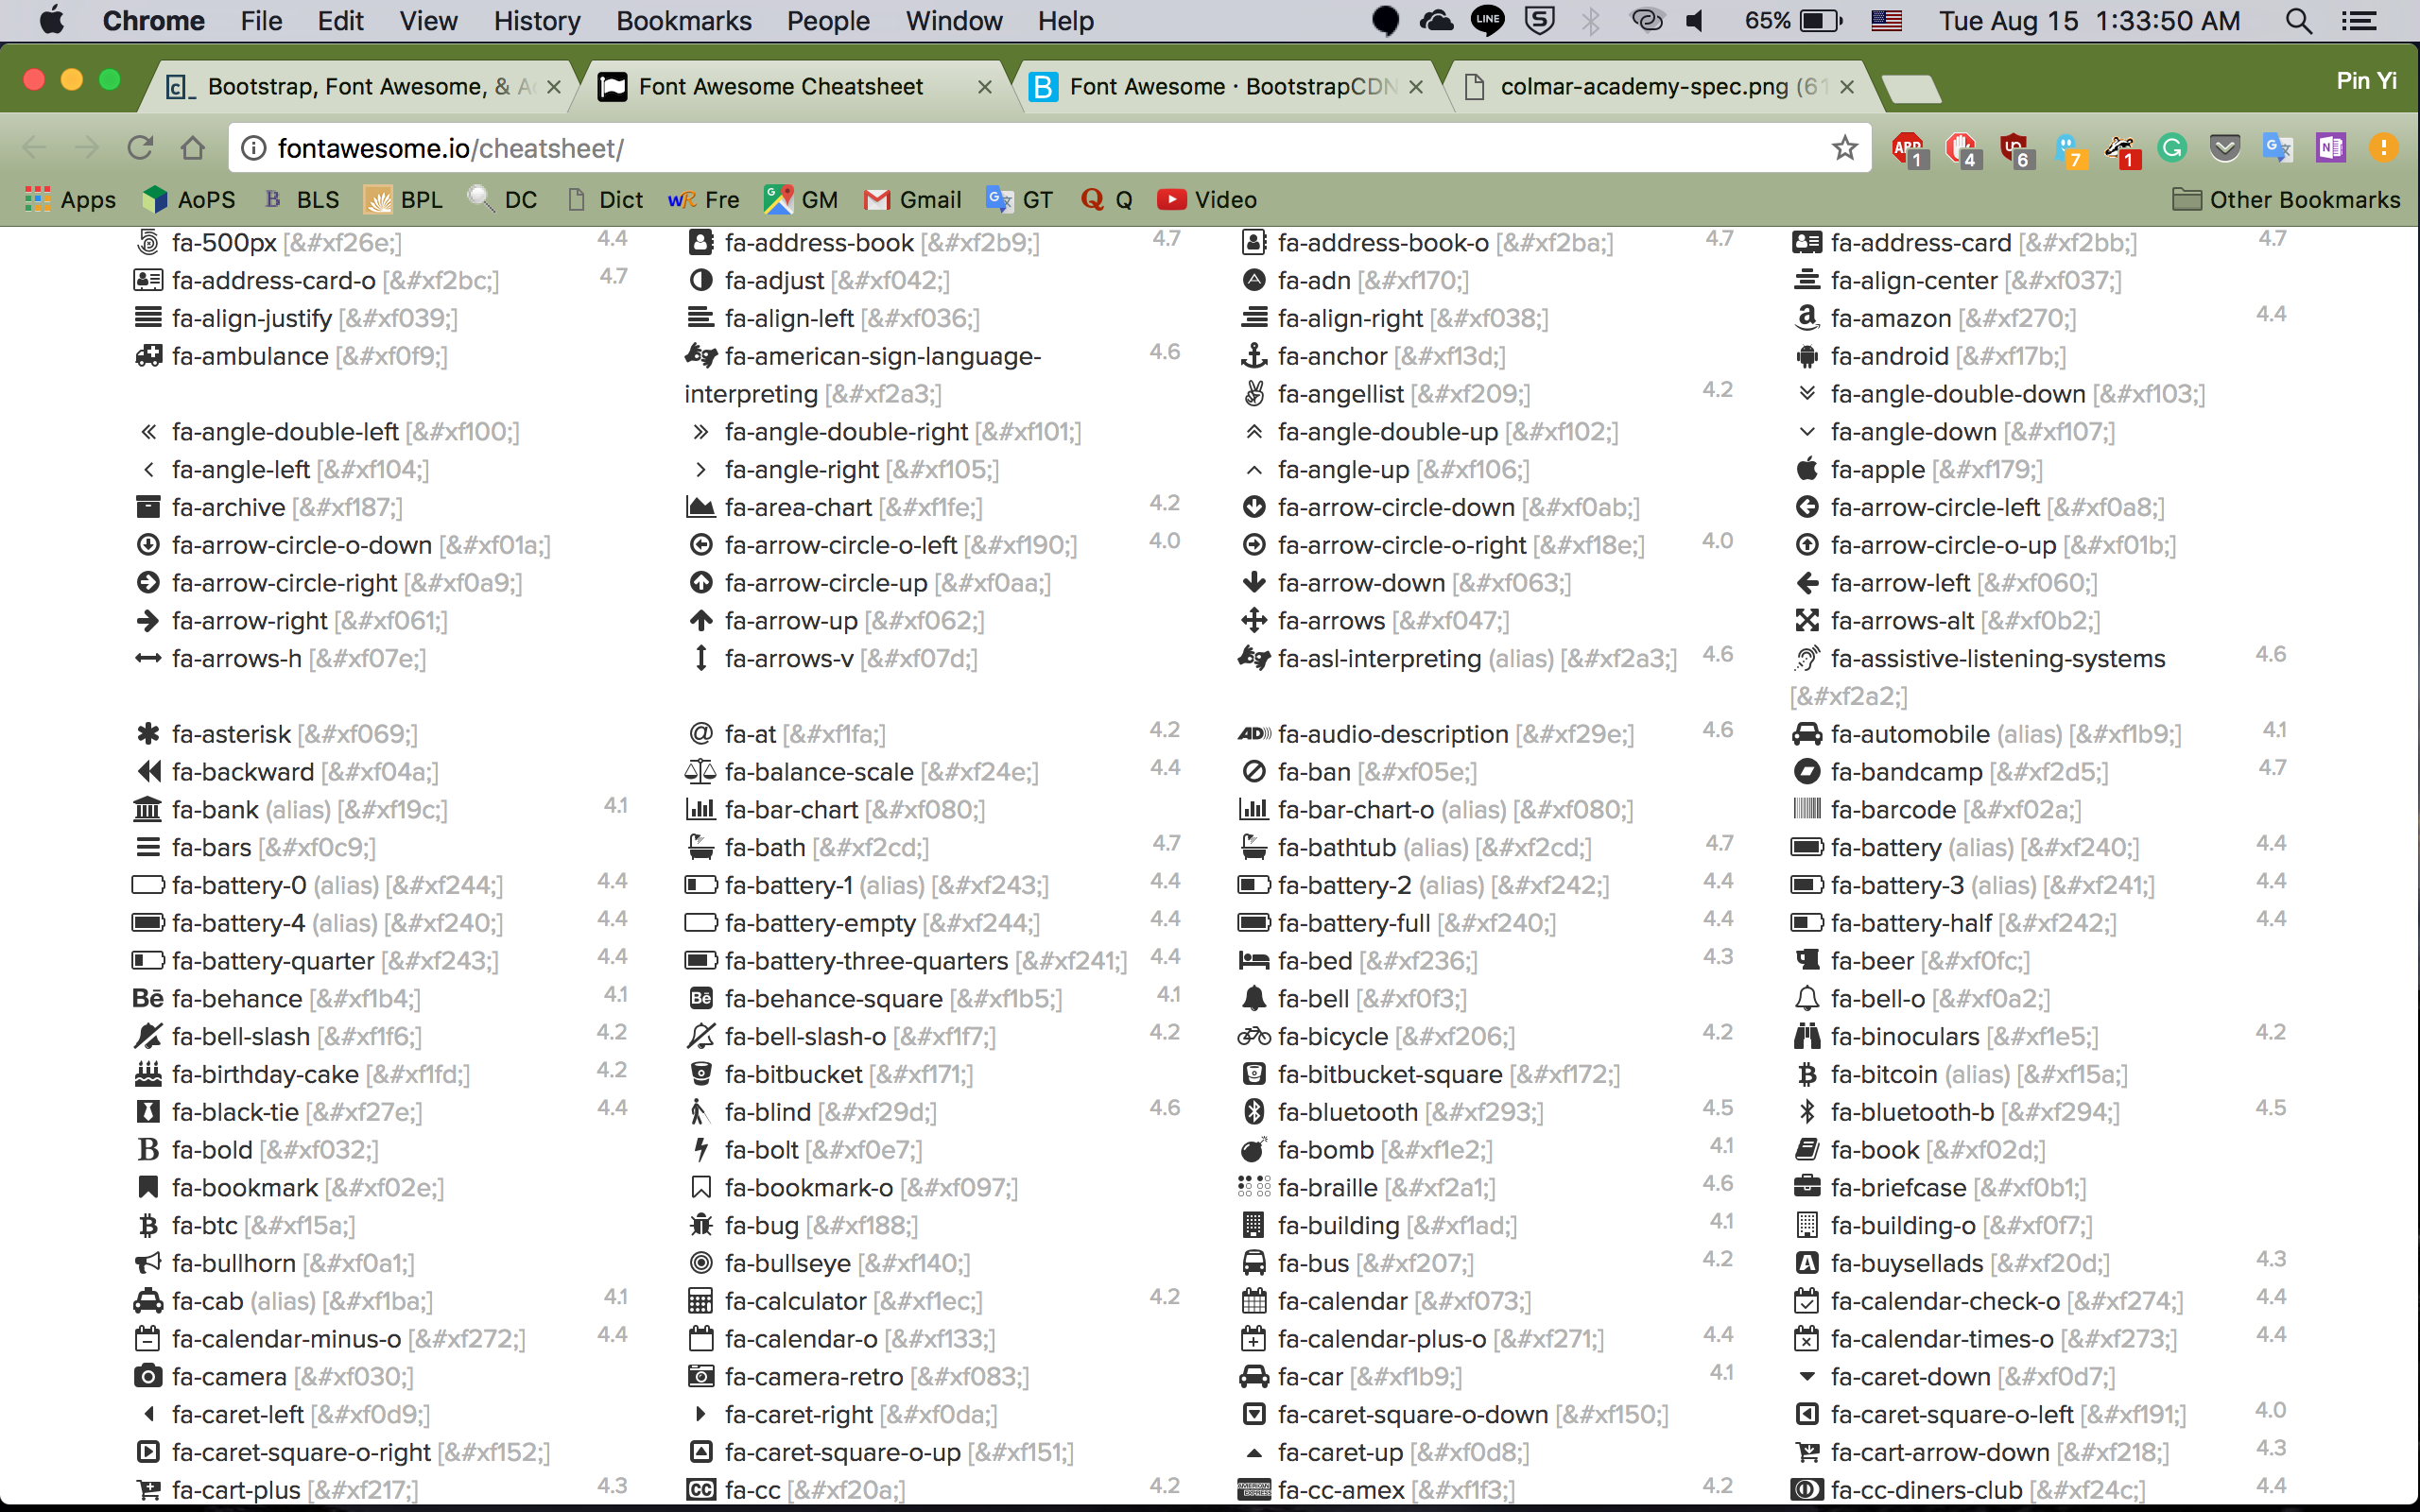 Chrome File Edit View History Bookmarks People Window Help LINE S 65% Tue Aug 15 1:33:50 AM
Bootstrap, Font Awesome, & A Font Awesome Cheatsheet Font Awesome · BootstrapCDN colmar-academy-spec.png (61 Pin Yi
fontawesome.io/cheatsheet/ ABP 1 4 6 7 1
Apps AoPS B BLS BPL DC Dict WR Fre GM Gmail GT Q Q Video Other Bookmarks
fa-500px [&#xf26e;] 4.4 fa-address-book [&#xf2b9;] 4.7 fa-address-book-o [&#xf2ba;] 4.7 fa-address-card [&#xf2bb;] 4.7
fa-address-card-o [&#xf2bc;] 4.7 fa-adjust [&#xf042;] fa-adn [&#xf170;] fa-align-center [&#xf037;]
fa-align-justify [&#xf039;] fa-align-left [&#xf036;] fa-align-right [&#xf038;] fa-amazon [&#xf270;] 4.4
fa-ambulance [&#xf0f9;] fa-american-sign-language- 4.6 fa-anchor [&#xf13d;] fa-android [&#xf17b;]
interpreting [&#xf2a3;] fa-angellist [&#xf209;] 4.2 fa-angle-double-down [&#xf103;]
fa-angle-double-left [&#xf100;] fa-angle-double-right [&#xf101;] fa-angle-double-up [&#xf102;] fa-angle-down [&#xf107;]
fa-angle-left [&#xf104;] fa-angle-right [&#xf105;] fa-angle-up [&#xf106;] fa-apple [&#xf179;]
fa-archive [&#xf187;] fa-area-chart [&#xf1fe;] 4.2 fa-arrow-circle-down [&#xf0ab;] fa-arrow-circle-left [&#xf0a8;]
fa-arrow-circle-o-down [&#xf01a;] fa-arrow-circle-o-left [&#xf190;] 4.0 fa-arrow-circle-o-right [&#xf18e;] 4.0 fa-arrow-circle-o-up [&#xf01b;]
fa-arrow-circle-right [&#xf0a9;] fa-arrow-circle-up [&#xf0aa;] fa-arrow-down [&#xf063;] fa-arrow-left [&#xf060;]
fa-arrow-right [&#xf061;] fa-arrow-up [&#xf062;] fa-arrows [&#xf047;] fa-arrows-alt [&#xf0b2;]
fa-arrows-h [&#xf07e;] fa-arrows-v [&#xf07d;] fa-asl-interpreting (alias) [&#xf2a3;] 4.6 fa-assistive-listening-systems 4.6
[&#xf2a2;]
fa-asterisk [&#xf069;] fa-at [&#xf1fa;] 4.2 fa-audio-description [&#xf29e;] 4.6 fa-automobile (alias) [&#xf1b9;] 4.1
fa-backward [&#xf04a;] fa-balance-scale [&#xf24e;] 4.4 fa-ban [&#xf05e;] fa-bandcamp [&#xf2d5;] 4.7
fa-bank (alias) [&#xf19c;] 4.1 fa-bar-chart [&#xf080;] fa-bar-chart-o (alias) [&#xf080;] fa-barcode [&#xf02a;]
fa-bars [&#xf0c9;] fa-bath [&#xf2cd;] 4.7 fa-bathtub (alias) [&#xf2cd;] 4.7 fa-battery (alias) [&#xf240;] 4.4
fa-battery-0 (alias) [&#xf244;] 4.4 fa-battery-1 (alias) [&#xf243;] 4.4 fa-battery-2 (alias) [&#xf242;] 4.4 fa-battery-3 (alias) [&#xf241;] 4.4
fa-battery-4 (alias) [&#xf240;] 4.4 fa-battery-empty [&#xf244;] 4.4 fa-battery-full [&#xf240;] 4.4 fa-battery-half [&#xf242;] 4.4
fa-battery-quarter [&#xf243;] 4.4 fa-battery-three-quarters [&#xf241;] 4.4 fa-bed [&#xf236;] 4.3 fa-beer [&#xf0fc;]
fa-behance [&#xf1b4;] 4.1 fa-behance-square [&#xf1b5;] 4.1 fa-bell [&#xf0f3;] fa-bell-o [&#xf0a2;]
fa-bell-slash [&#xf1f6;] 4.2 fa-bell-slash-o [&#xf1f7;] 4.2 fa-bicycle [&#xf206;] 4.2 fa-binoculars [&#xf1e5;] 4.2
fa-birthday-cake [&#xf1fd;] 4.2 fa-bitbucket [&#xf171;] fa-bitbucket-square [&#xf172;] fa-bitcoin (alias) [&#xf15a;]
fa-black-tie [&#xf27e;] 4.4 fa-blind [&#xf29d;] 4.6 fa-bluetooth [&#xf293;] 4.5 fa-bluetooth-b [&#xf294;] 4.5
fa-bold [&#xf032;] fa-bolt [&#xf0e7;] fa-bomb [&#xf1e2;] 4.1 fa-book [&#xf02d;]
fa-bookmark [&#xf02e;] fa-bookmark-o [&#xf097;] fa-braille [&#xf2a1;] 4.6 fa-briefcase [&#xf0b1;]
fa-btc [&#xf15a;] fa-bug [&#xf188;] fa-building [&#xf1ad;] 4.1 fa-building-o [&#xf0f7;]
fa-bullhorn [&#xf0a1;] fa-bullseye [&#xf140;] fa-bus [&#xf207;] 4.2 fa-buysellads [&#xf20d;] 4.3
fa-cab (alias) [&#xf1ba;] 4.1 fa-calculator [&#xf1ec;] 4.2 fa-calendar [&#xf073;] fa-calendar-check-o [&#xf274;] 4.4
fa-calendar-minus-o [&#xf272;] 4.4 fa-calendar-o [&#xf133;] fa-calendar-plus-o [&#xf271;] 4.4 fa-calendar-times-o [&#xf273;] 4.4
fa-camera [&#xf030;] fa-camera-retro [&#xf083;] fa-car [&#xf1b9;] 4.1 fa-caret-down [&#xf0d7;]
fa-caret-left [&#xf0d9;] fa-caret-right [&#xf0da;] fa-caret-square-o-down [&#xf150;] fa-caret-square-o-left [&#xf191;] 4.0
fa-caret-square-o-right [&#xf152;] fa-caret-square-o-up [&#xf151;] fa-caret-up [&#xf0d8;] fa-cart-arrow-down [&#xf218;] 4.3
fa-cart-plus [&#xf217;] 4.3 fa-cc [&#xf20a;] 4.2 fa-cc-amex [&#xf1f3;] 4.2 fa-cc-diners-club [&#xf24c;] 4.4